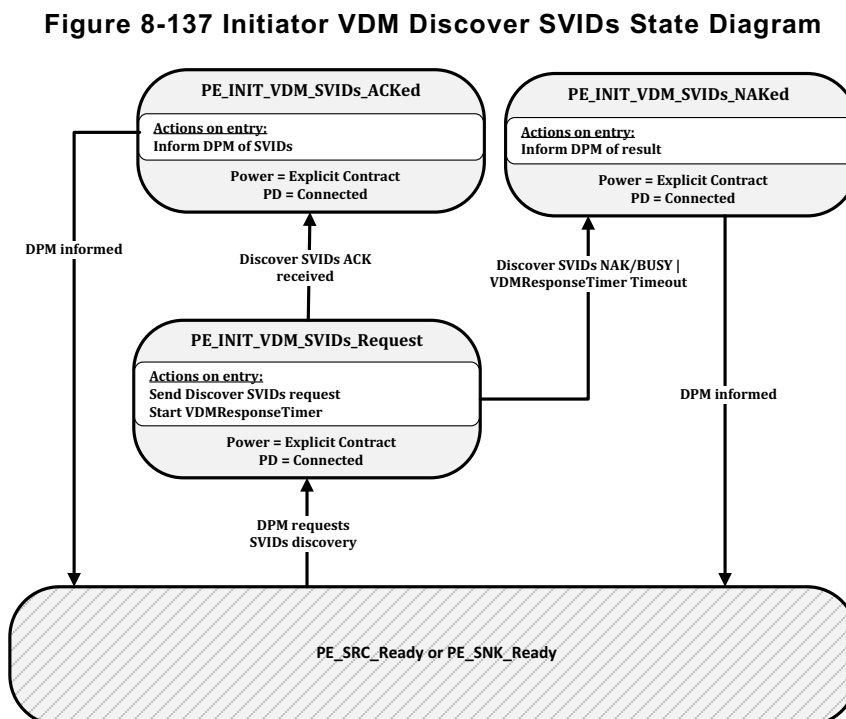 Figure 8-137 Initiator VDM Discover SVIDs State Diagram
PE_INIT_VDM_SVIDs_ACKed
Actions on entry:
Inform DPM of SVIDs
Power = Explicit Contract
PD = Connected
PE_INIT_VDM_SVIDs_NAKed
Actions on entry:
Inform DPM of result
Power = Explicit Contract
PD = Connected
DPM informed
Discover SVIDs ACK
received
Discover SVIDs NAK/BUSY |
VDMResponseTimer Timeout
PE_INIT_VDM_SVIDs_Request
Actions on entry:
Send Discover SVIDs request
Start VDMResponseTimer
Power = Explicit Contract
PD = Connected
DPM informed
DPM requests
SVIDs discovery
PE_SRC_Ready or PE_SNK_Ready